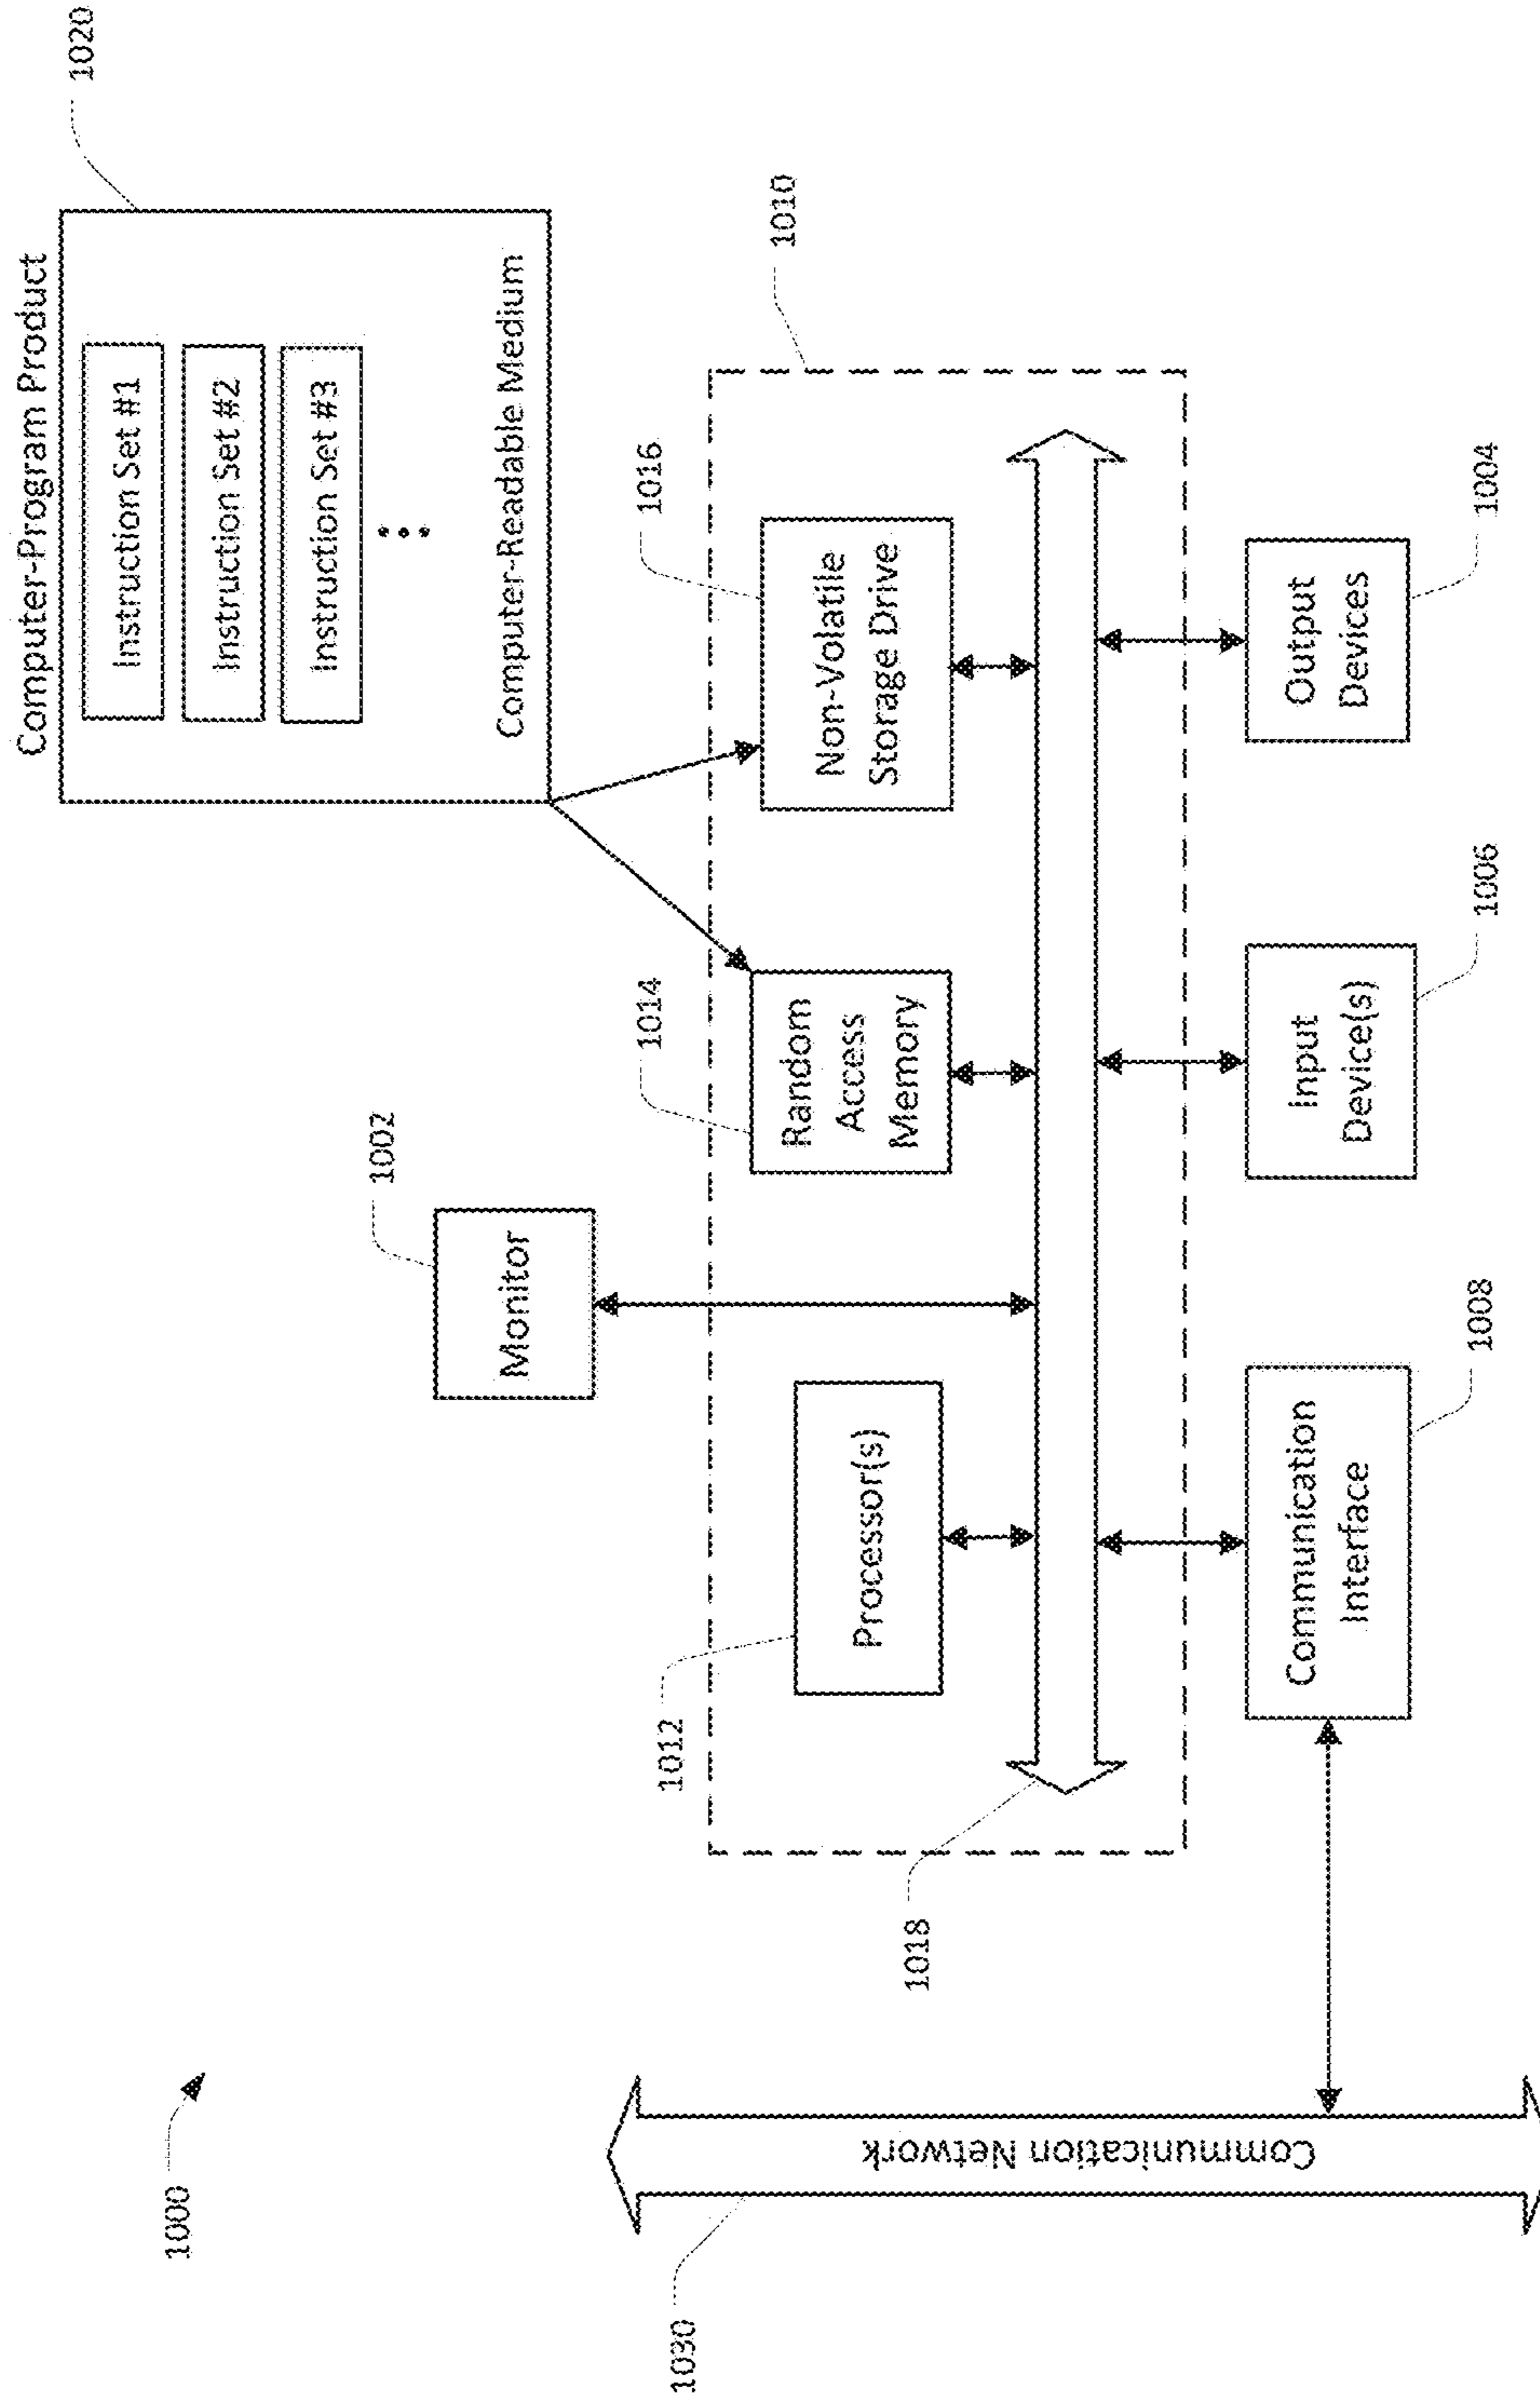 1000
Computer-Program Product
1020
Instruction Set #1
Instruction Set #2
Instruction Set #3
Computer-Readable Medium
1002
Monitor
1010
1012
1014
1016
Processor(s)
Random
Access
Memory
Non-Volatile
Storage Drive
1018
1030
Communication Network
Communication
Interface
1008
Input
Device(s)
1006
Output
Devices
1004